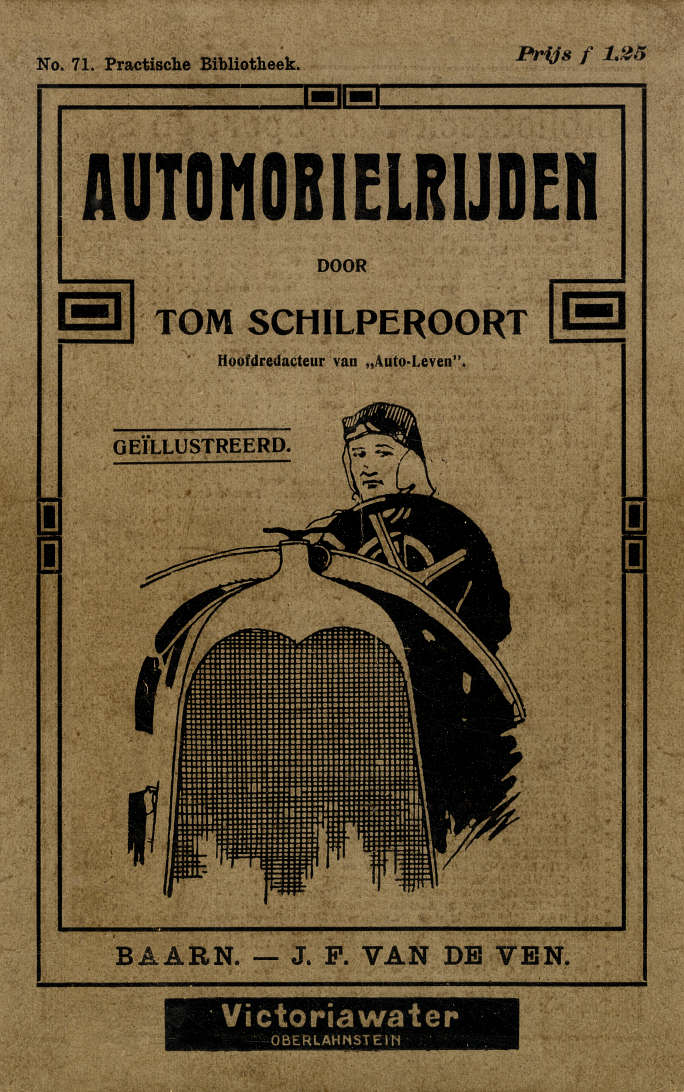 No. 71. Practische Bibliotheek.
Prijs f 1.25
AUTOMOBIELRIJDEN
DOOR
TOM SCHILPEROORT
Hoofdredacteur van „Auto-Leven”.
GEÏLLUSTREERD.
BAARN. — J. F. VAN DE VEN.
Victoriawater
OBERLAHNSTEIN